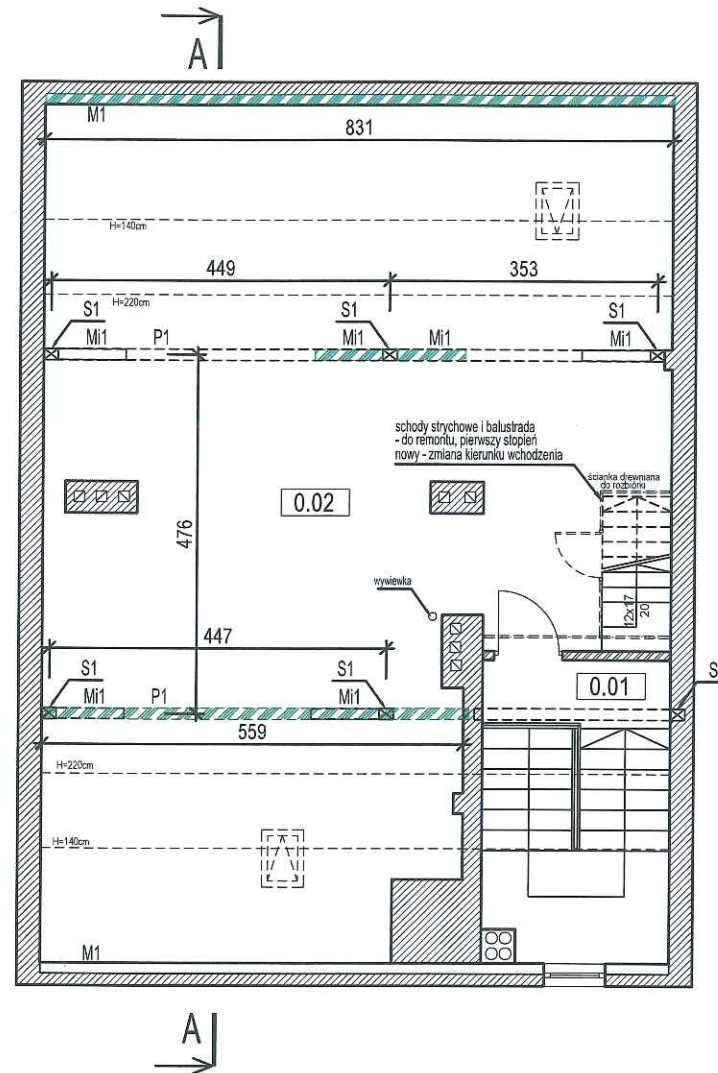 A
M1
831
H=140cm
449
353
H=220cm
S1
S1
S1
Mi1
P1
Mi1
Mi1
Mi1
schody strychowe i balustrada
- do remontu, pierwszy stopień
nowy - zmiana kierunku wchodzenia
ścianka drewniana
do rozbiórki
0.02
476
wywiewka
12x17
20
447
S1
S1
S
Mi1
P1
Mi1
0.01
559
H=220cm
H=140cm
M1
A